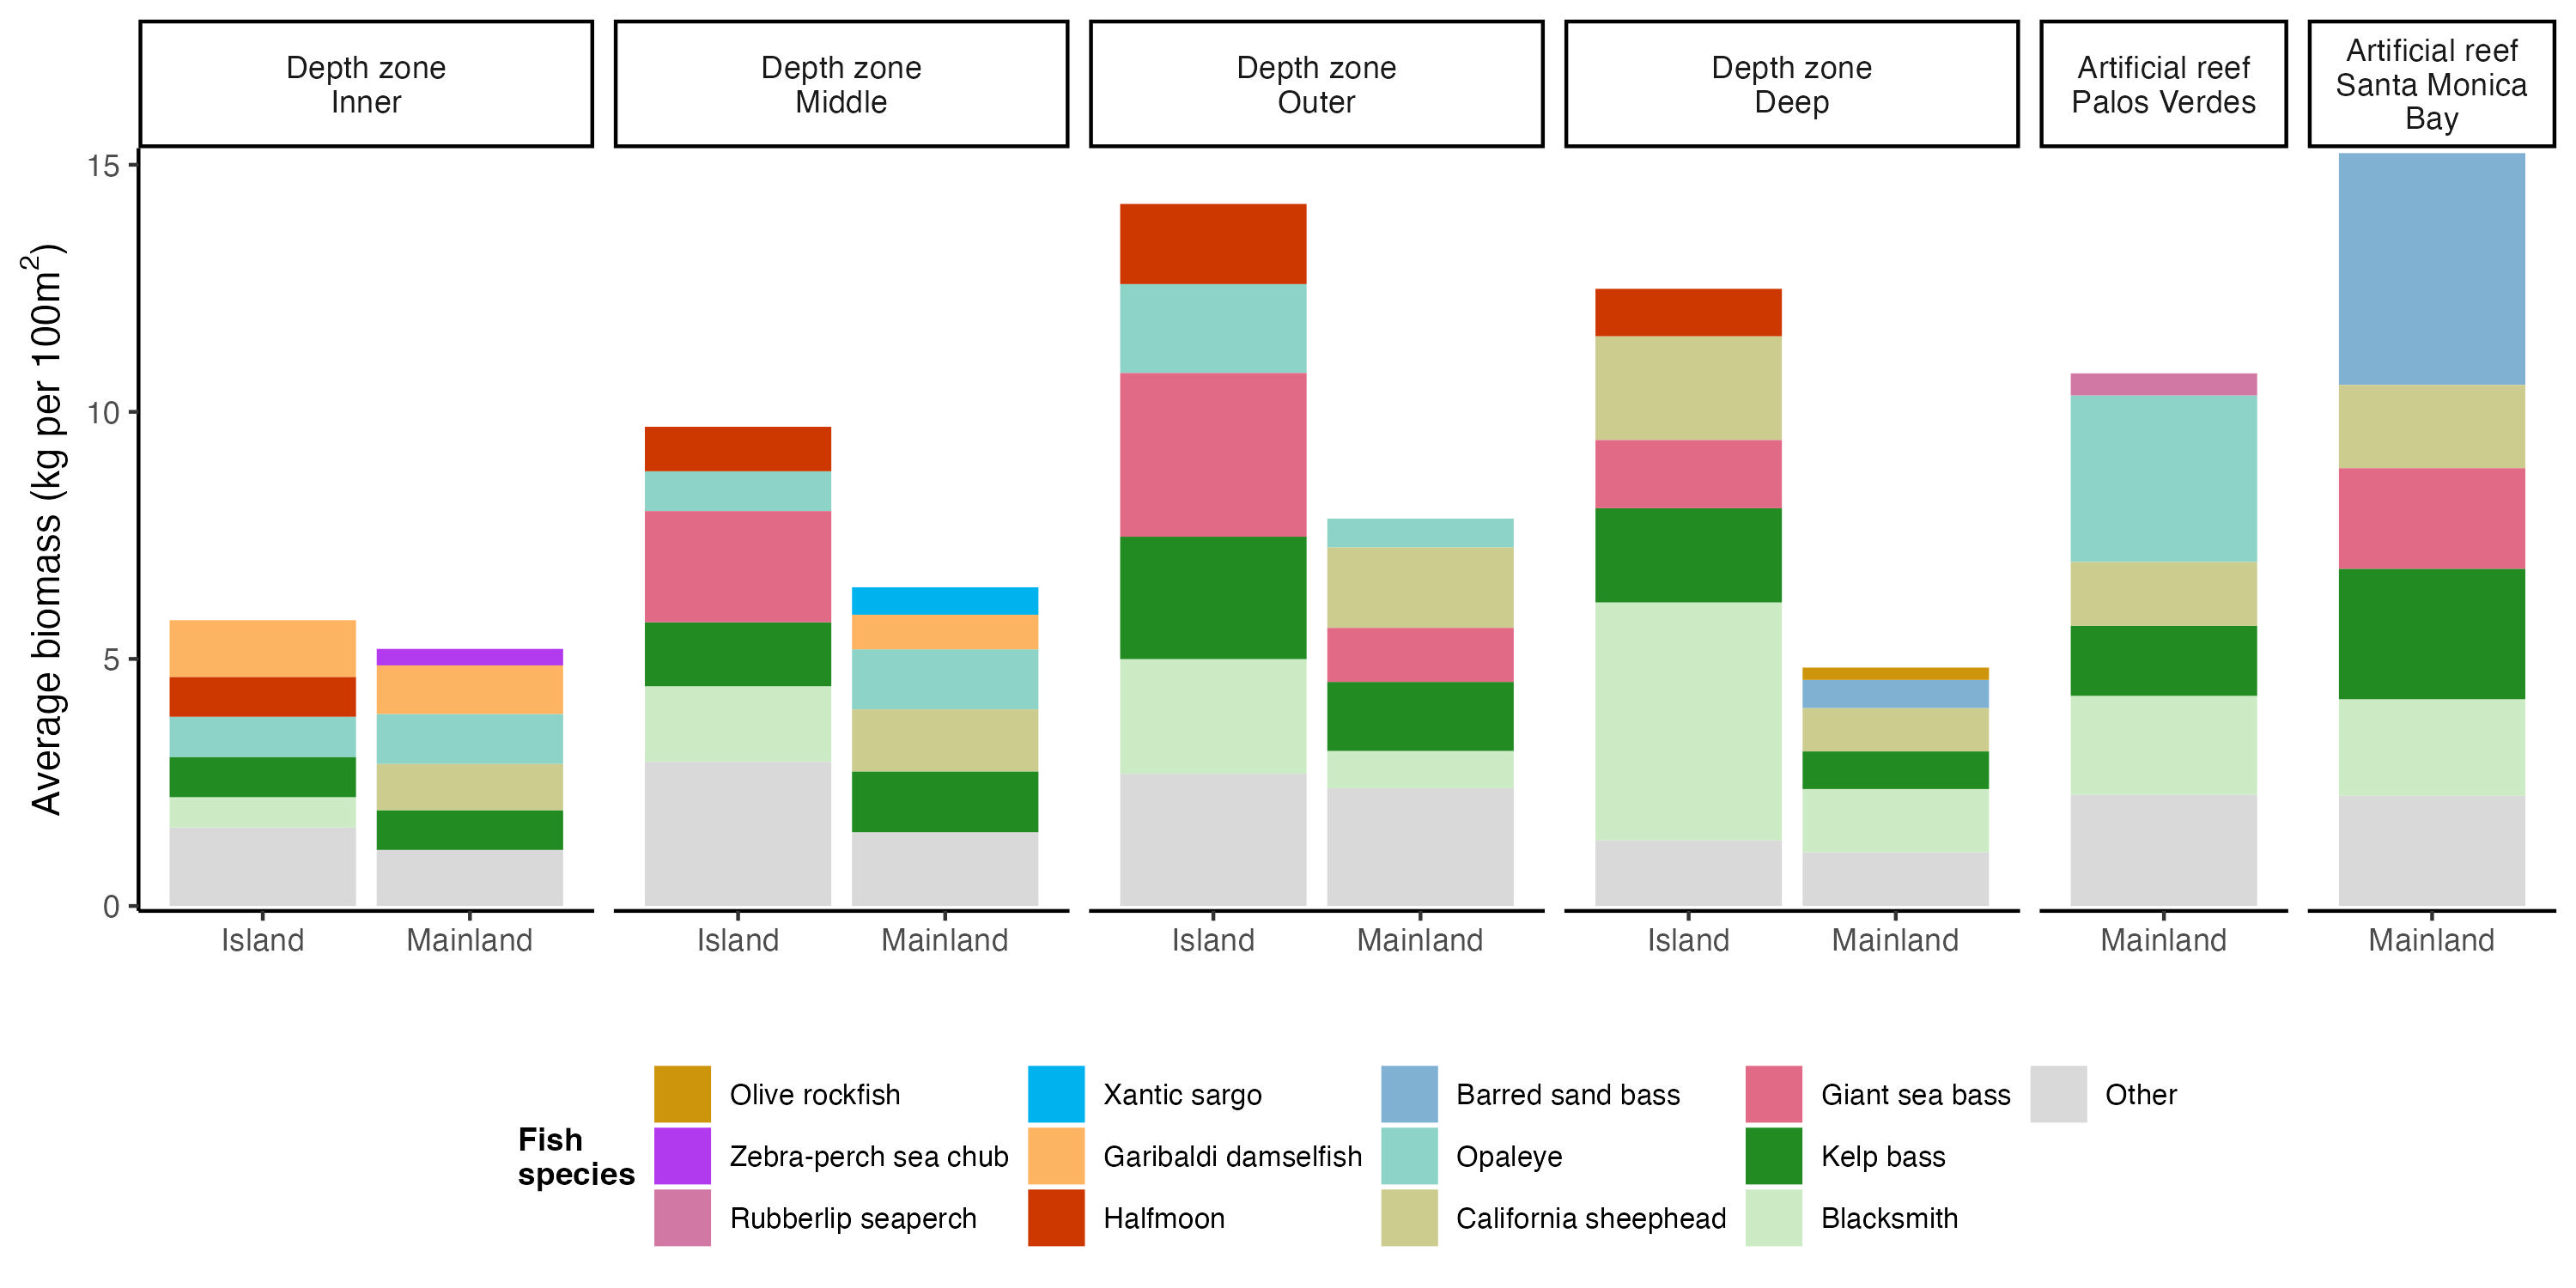 Depth zone
Inner
Depth zone
Middle
Depth zone
Outer
Depth zone
Deep
Artificial reef
Palos Verdes
Artificial reef
Santa Monica
Bay
Average biomass (kg per 100m²)
15
10
5
0
Island
Mainland
Island
Mainland
Island
Mainland
Island
Mainland
Mainland
Mainland
Fish
species
Olive rockfish
Zebra-perch sea chub
Rubberlip seaperch
Xantic sargo
Garibaldi damselfish
Halfmoon
Barred sand bass
Opaleye
California sheephead
Giant sea bass
Kelp bass
Blacksmith
Other